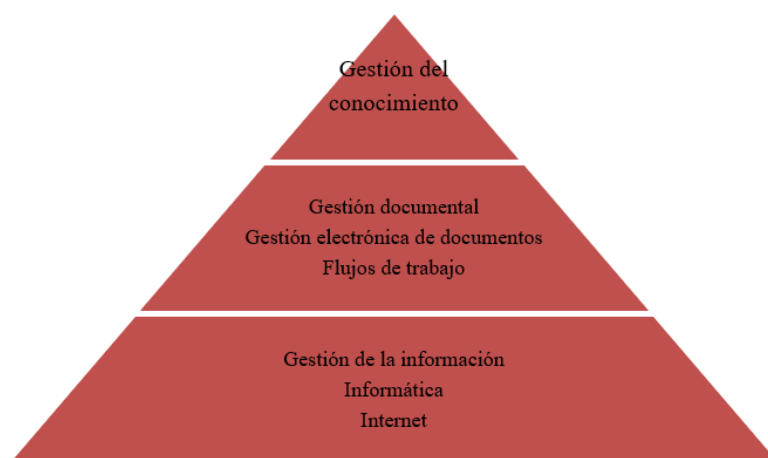 Gestión del
conocimiento
Gestión documental
Gestión electrónica de documentos
Flujos de trabajo
Gestión de la información
Informática
Internet